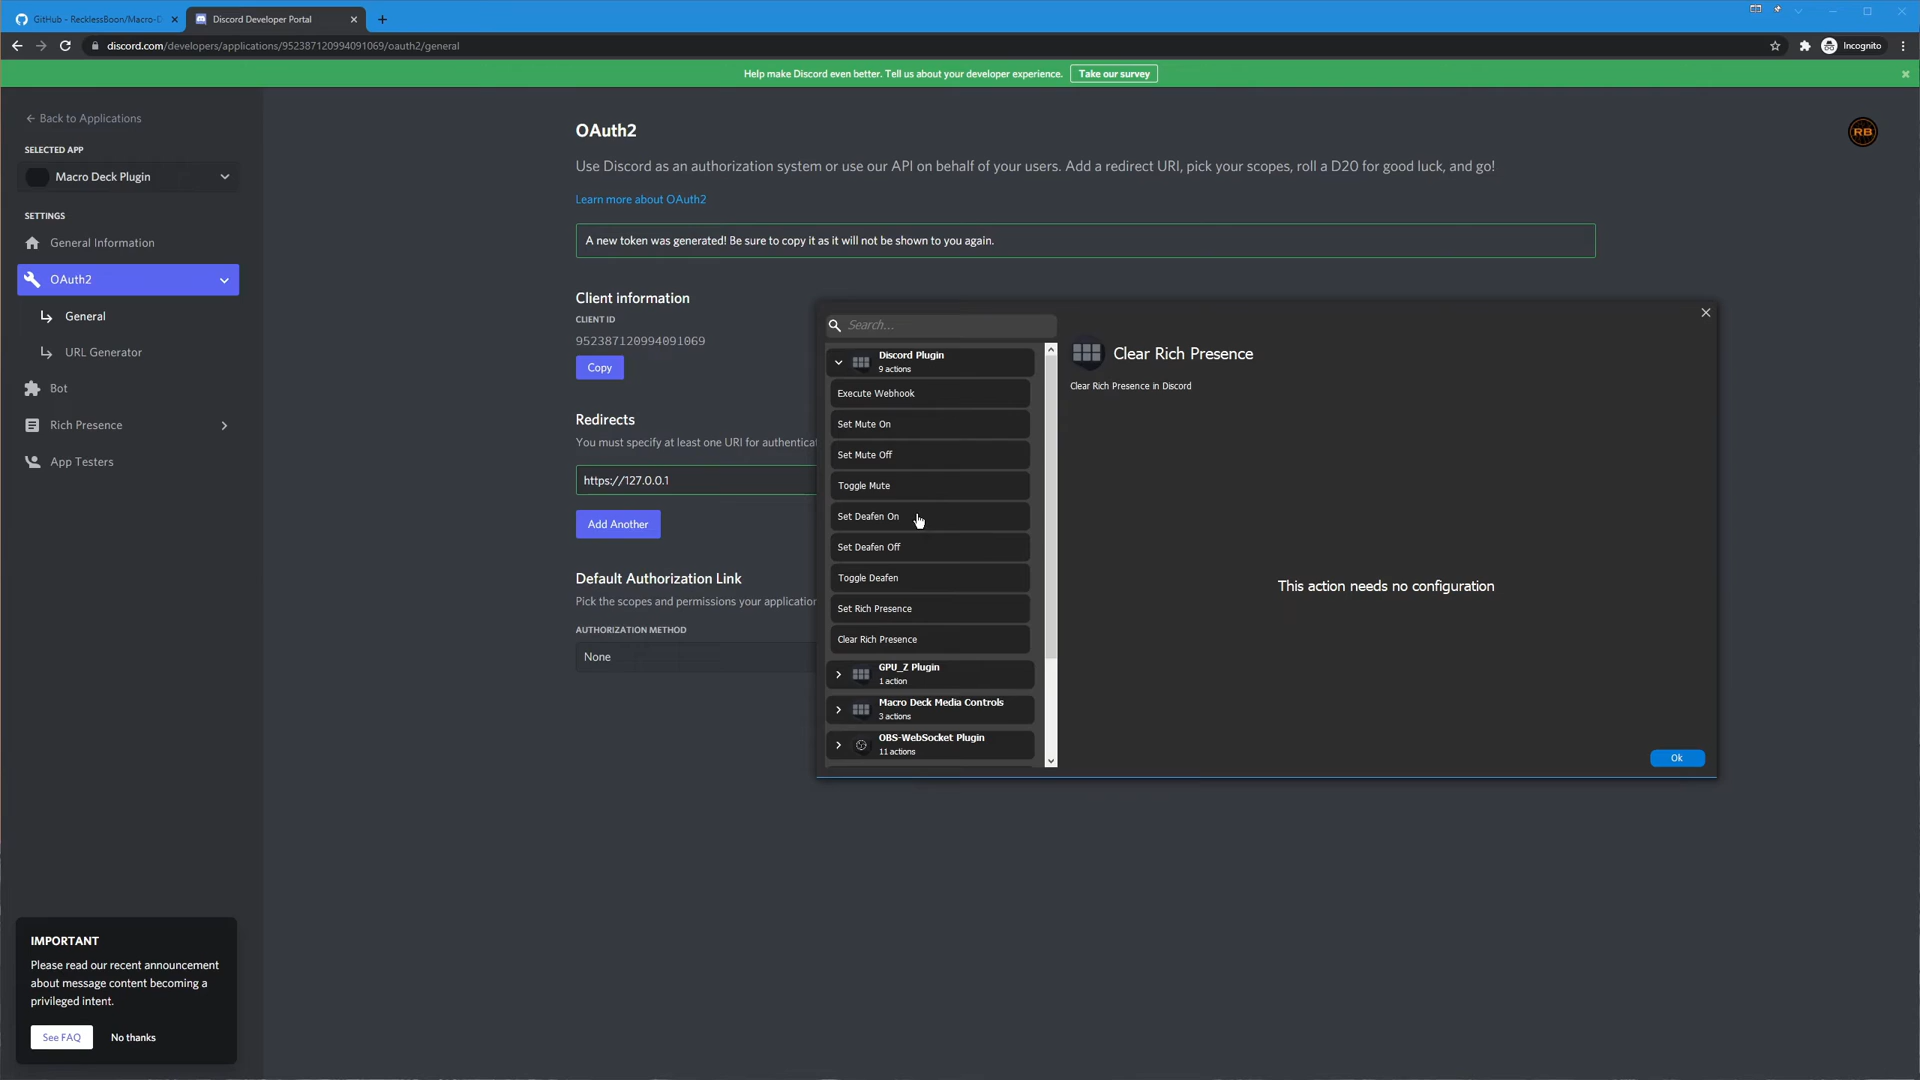 GitHub - RecklessBoon/Macro-D
Discord Developer Portal
discord.com/developers/applications/952387120994091069/oauth2/general
Incognito
Help make Discord even better. Tell us about your developer experience.
Take our survey
← Back to Applications
SELECTED APP
Macro Deck Plugin
SETTINGS
General Information
OAuth2
General
URL Generator
Bot
Rich Presence
App Testers
IMPORTANT
Please read our recent announcement
about message content becoming a
privileged intent.
See FAQ
No thanks
OAuth2
RB
Use Discord as an authorization system or use our API on behalf of your users. Add a redirect URI, pick your scopes, roll a D20 for good luck, and go!
Learn more about OAuth2
A new token was generated! Be sure to copy it as it will not be shown to you again.
Client information
CLIENT ID
952387120994091069
Copy
Redirects
You must specify at least one URI for authenticat
https://127.0.0.1
Add Another
Default Authorization Link
Pick the scopes and permissions your application
AUTHORIZATION METHOD
None
Search...
Discord Plugin
9 actions
Execute Webhook
Set Mute On
Set Mute Off
Toggle Mute
Set Deafen On
Set Deafen Off
Toggle Deafen
Set Rich Presence
Clear Rich Presence
GPU_Z Plugin
1 action
Macro Deck Media Controls
3 actions
OBS-WebSocket Plugin
11 actions
Clear Rich Presence
Clear Rich Presence in Discord
This action needs no configuration
Ok